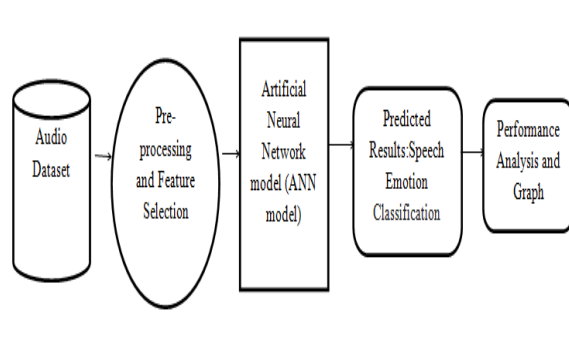 Audio
Dataset
Pre-
processing
and Feature
Selection
Artificial
Neural
Network
model (ANN
model)
Predicted
Results:Speech
Emotion
Classification
Performance
Analysis and
Graph